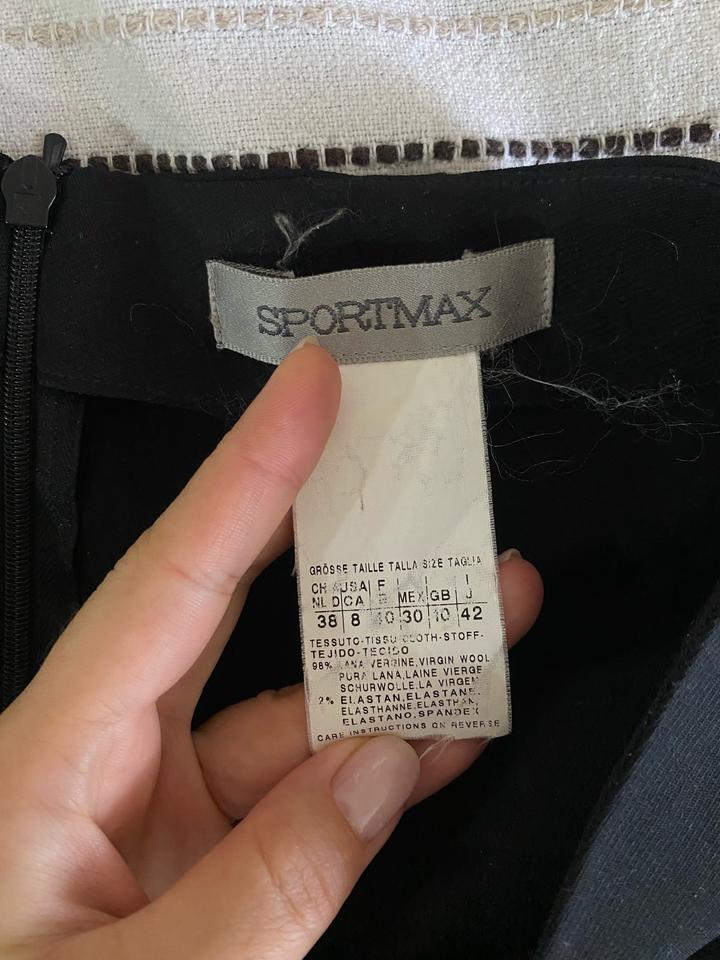 SPORTMAX
GRÖSSE TAILLE TALLA SIZE TAGLIA
CH USA F I
NL D CA E MEX GB J
38 8 40 30 10 42
TESSUTO-TISSU CLOTH-STOFF-
TEJIDO-TECIDO
98% LANA VERGINE, VIRGIN WOOL
PURA LANA, LAINE VIERGE
SCHURWOLLE, LA VIRGEN
2% ELASTAN, ELASTANE,
ELASTHANNE, ELASTHAN,
ELASTANO, SPANDEX
CARE INSTRUCTIONS ON REVERSE